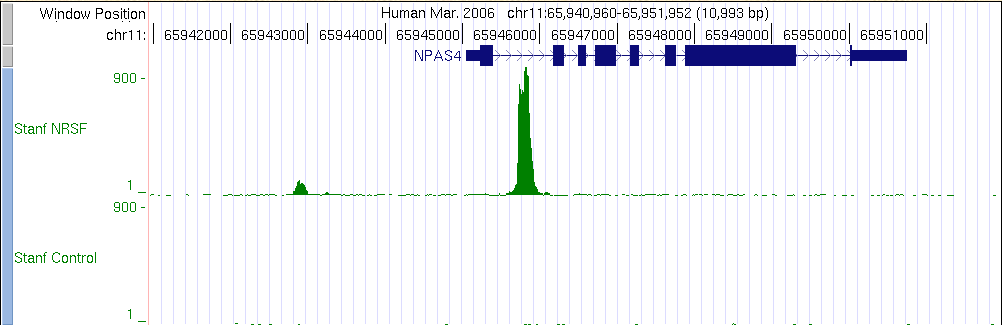 Window Position Human Mar. 2006 chr11:65,940,960-65,951,952 (10,993 bp)
chr11: 65942000 65943000 65944000 65945000 65946000 65947000 65948000 65949000 65950000 65951000
NPAS4
900 -
Stanf NRSF
1 _
900 -
Stanf Control
1 _